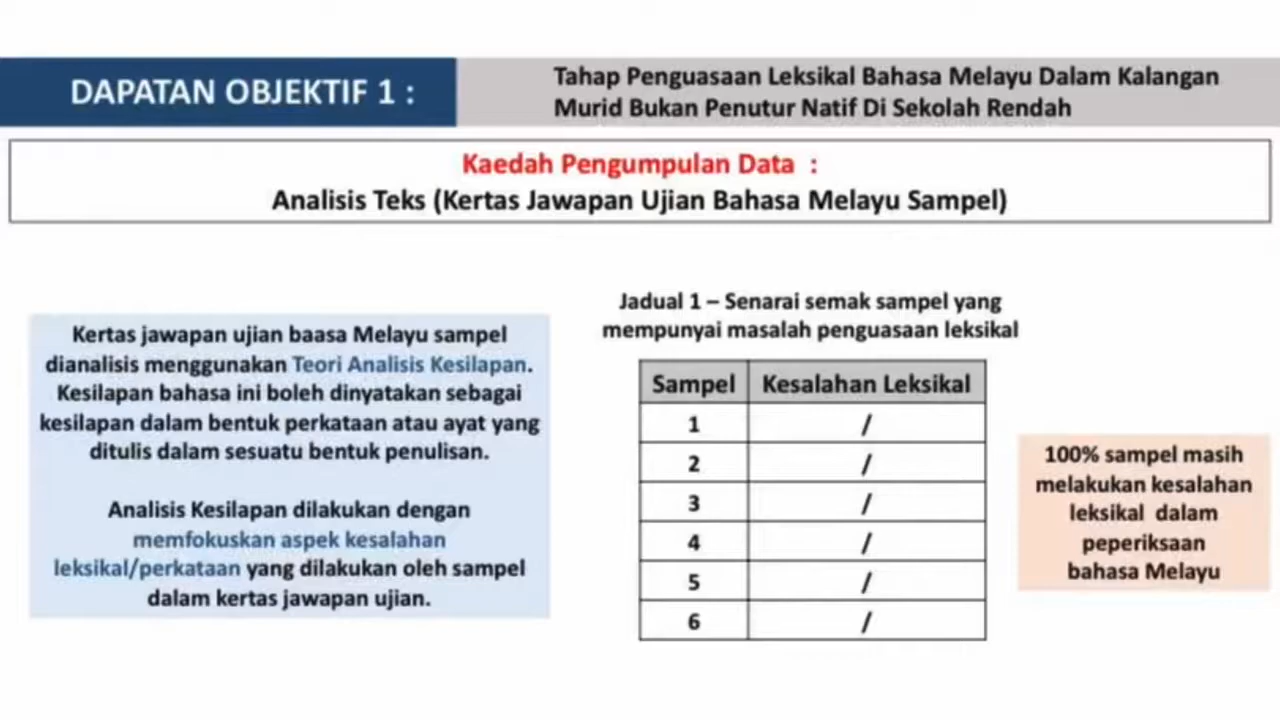 DAPATAN OBJEKTIF 1 :
Tahap Penguasaan Leksikal Bahasa Melayu Dalam Kalangan
Murid Bukan Penutur Natif Di Sekolah Rendah
Kaedah Pengumpulan Data :
Analisis Teks (Kertas Jawapan Ujian Bahasa Melayu Sampel)
Kertas jawapan ujian baasa Melayu sampel
dianalisis menggunakan Teori Analisis Kesilapan.
Kesilapan bahasa ini boleh dinyatakan sebagai
kesilapan dalam bentuk perkataan atau ayat yang
ditulis dalam sesuatu bentuk penulisan.
Analisis Kesilapan dilakukan dengan
memfokuskan aspek kesalahan
leksikal/perkataan yang dilakukan oleh sampel
dalam kertas jawapan ujian.
Jadual 1 – Senarai semak sampel yang
mempunyai masalah penguasaan leksikal
Sampel Kesalahan Leksikal
1 /
2 /
3 /
4 /
5 /
6 /
100% sampel masih
melakukan kesalahan
leksikal dalam
peperiksaan
bahasa Melayu